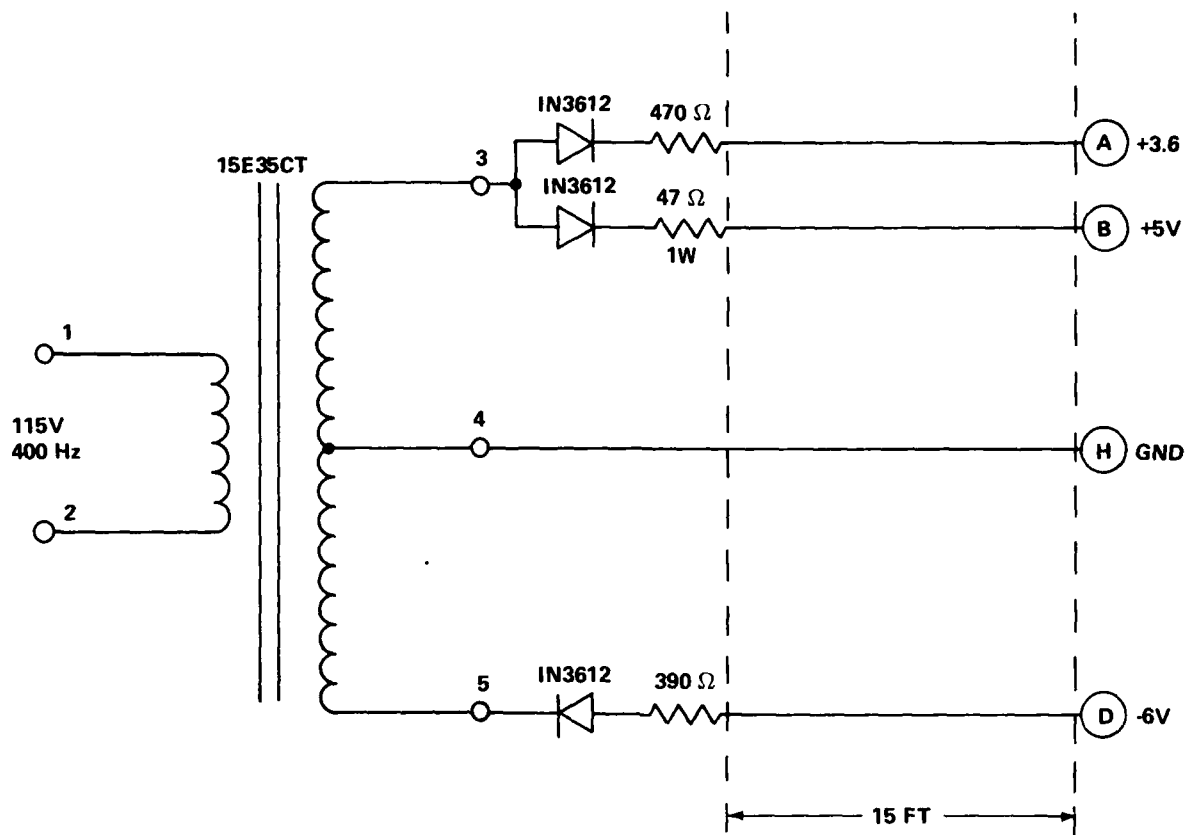 IN3612
470 Ω
A
+3.6
15E35CT
3
IN3612
47 Ω
B
+5V
1W
1
115V
400 Hz
2
4
H
GND
5
IN3612
390 Ω
D
-6V
15 FT